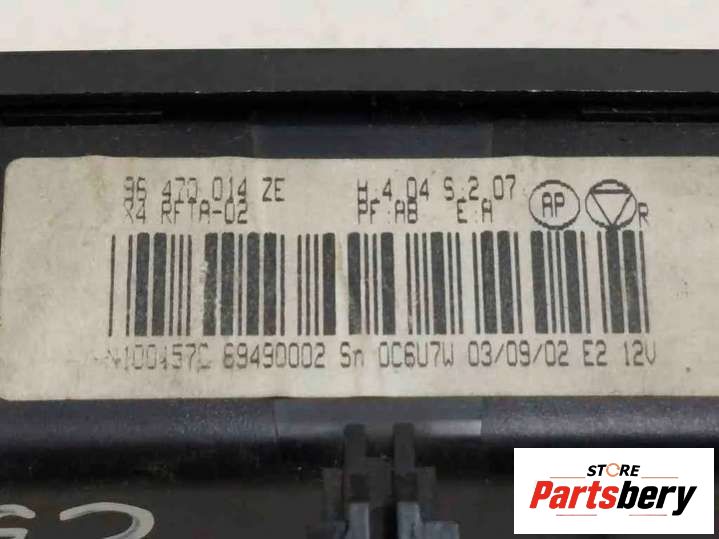 96 470 014 ZE H:4.04 S:2.07
X4 RFTA-02 PF:AB E:A
AP R
69490002 Sn 0C6U7W 03/09/02 E2 12V
STORE
Partsbery